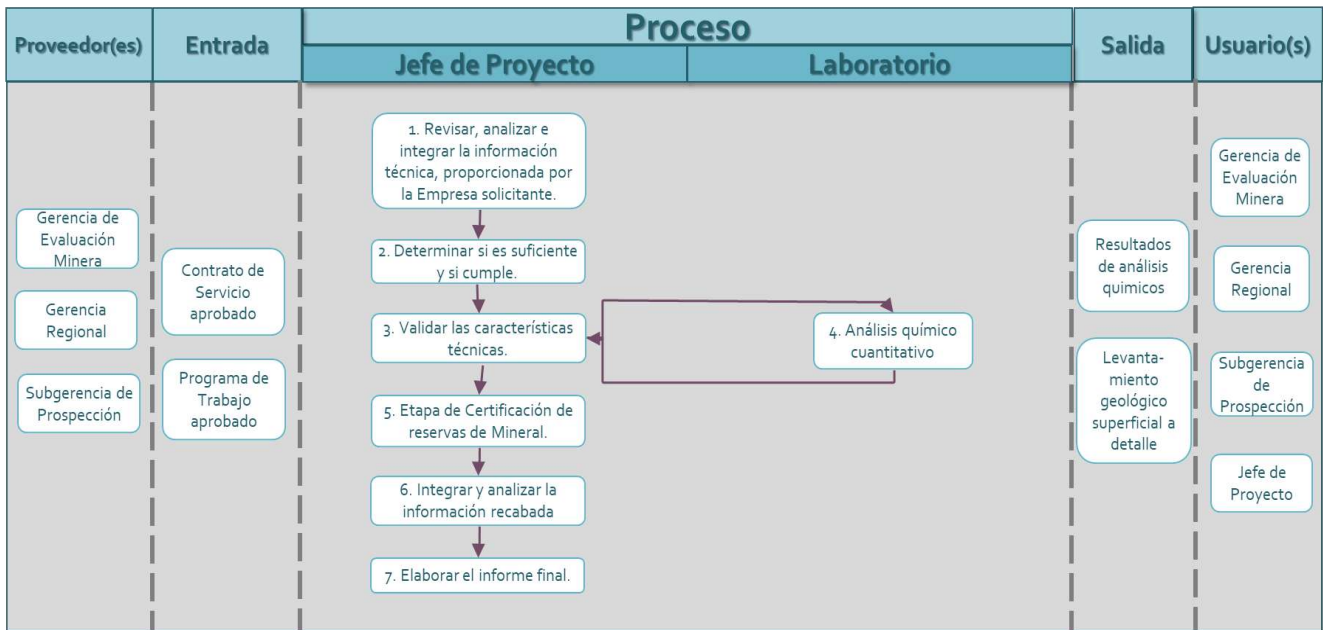 Proveedor(es)
Entrada
Proceso
Jefe de Proyecto
Laboratorio
Salida
Usuario(s)
Gerencia de
Evaluación
Minera
Gerencia
Regional
Subgerencia de
Prospección
Contrato de
Servicio
aprobado
Programa de
Trabajo
aprobado
1. Revisar, analizar e
integrar la información
técnica, proporcionada por
la Empresa solicitante.
2. Determinar si es suficiente
y si cumple.
3. Validar las características
técnicas.
4. Análisis químico
cuantitativo
5. Etapa de Certificación de
reservas de Mineral.
6. Integrar y analizar la
información recabada
7. Elaborar el informe final.
Resultados
de análisis
quimicos
Levanta-
miento
geológico
superficial a
detalle
Gerencia de
Evaluación
Minera
Gerencia
Regional
Subgerencia
de
Prospección
Jefe de
Proyecto